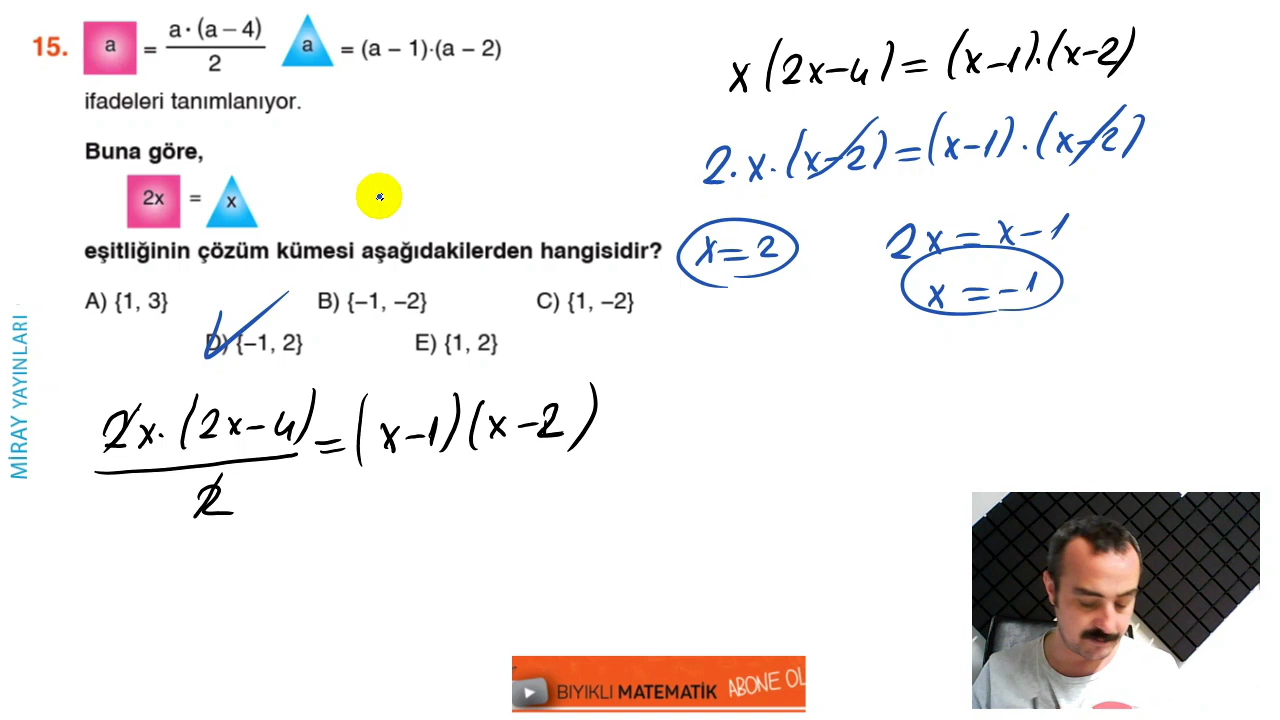 15. a = a · (a − 4) / 2 a = (a − 1)·(a − 2)
ifadeleri tanımlanıyor.
Buna göre,
2x = x
eşitliğinin çözüm kümesi aşağıdakilerden hangisidir?
A) {1, 3} B) {−1, −2} C) {1, −2}
D) {−1, 2} E) {1, 2}
2x · (2x − 4) / 2 = (x − 1)(x − 2)
x (2x − 4) = (x − 1) · (x − 2)
2 · x · (x − 2) = (x − 1) · (x − 2)
x = 2
2x = x − 1
x = −1
MİRAY YAYINLARI
BIYIKLI MATEMATİK ABONE OL